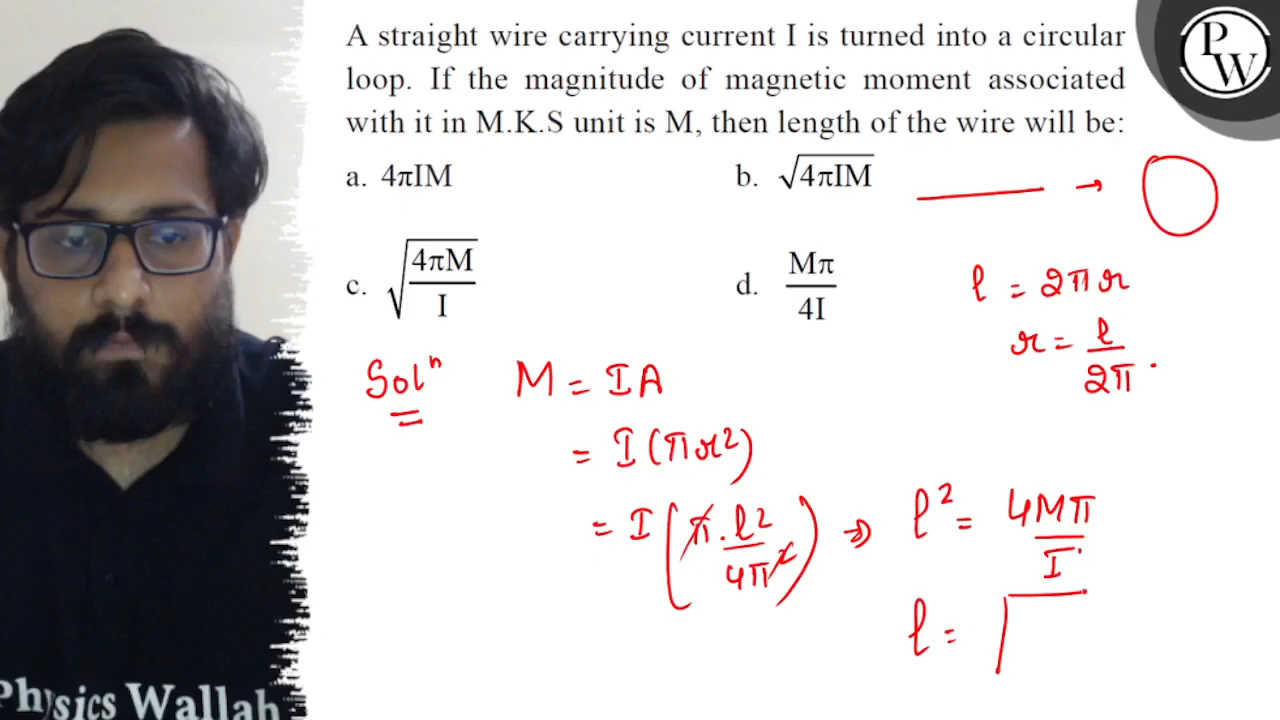 A straight wire carrying current I is turned into a circular
loop. If the magnitude of magnetic moment associated
with it in M.K.S unit is M, then length of the wire will be:
a. 4πIM
b. √4πIM
c. √4πM/I
d. Mπ/4I
l = 2πr
r = l/2π .
Solⁿ
M = IA
= I(πr²)
= I(π.l²/4π²) ⇒ l² = 4Mπ/I
l = √
PW
Physics Wallah